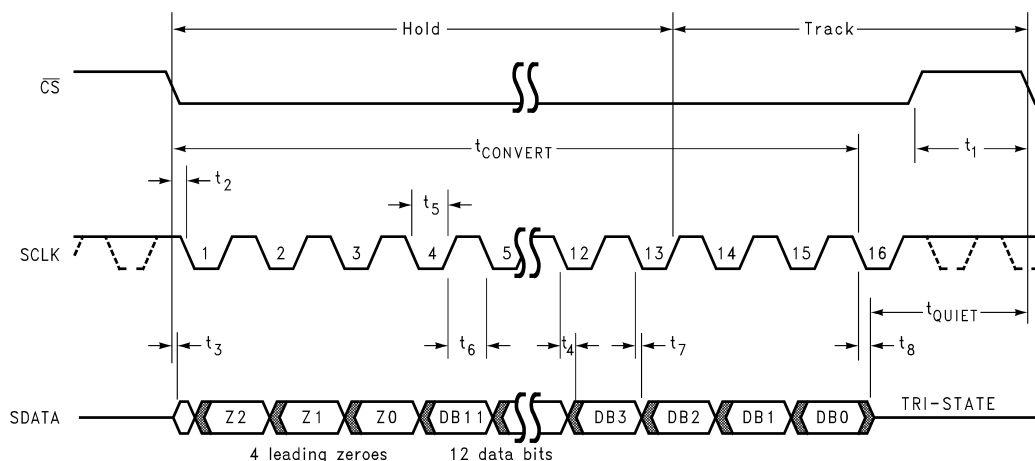 Hold Track
C̅S̅
tCONVERT t1
t2
t5
SCLK 1 2 3 4 5 12 13 14 15 16
tQUIET
t3 t6 t4 t7 t8
SDATA Z2 Z1 Z0 DB11 DB3 DB2 DB1 DB0 TRI-STATE
4 leading zeroes 12 data bits